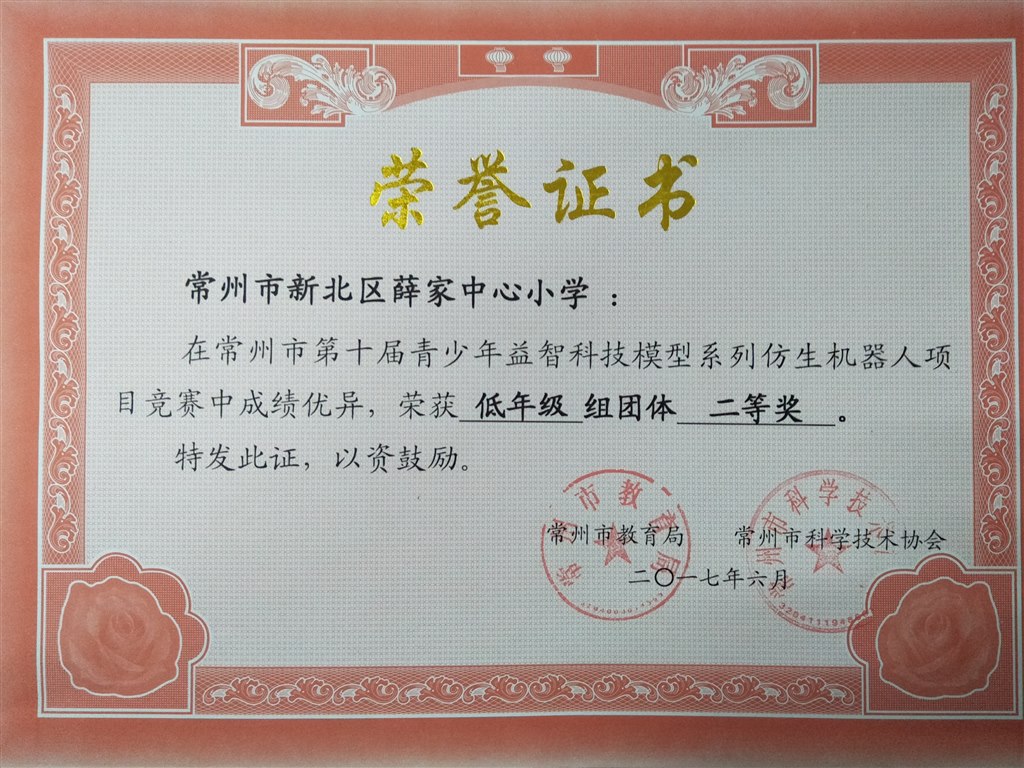 荣誉证书
常州市新北区薛家中心小学：
在常州市第十届青少年益智科技模型系列仿生机器人项
目竞赛中成绩优异，荣获 低年级 组团体 二等奖 。
特发此证，以资鼓励。
常州市教育局 常州市科学技术协会
二〇一七年六月